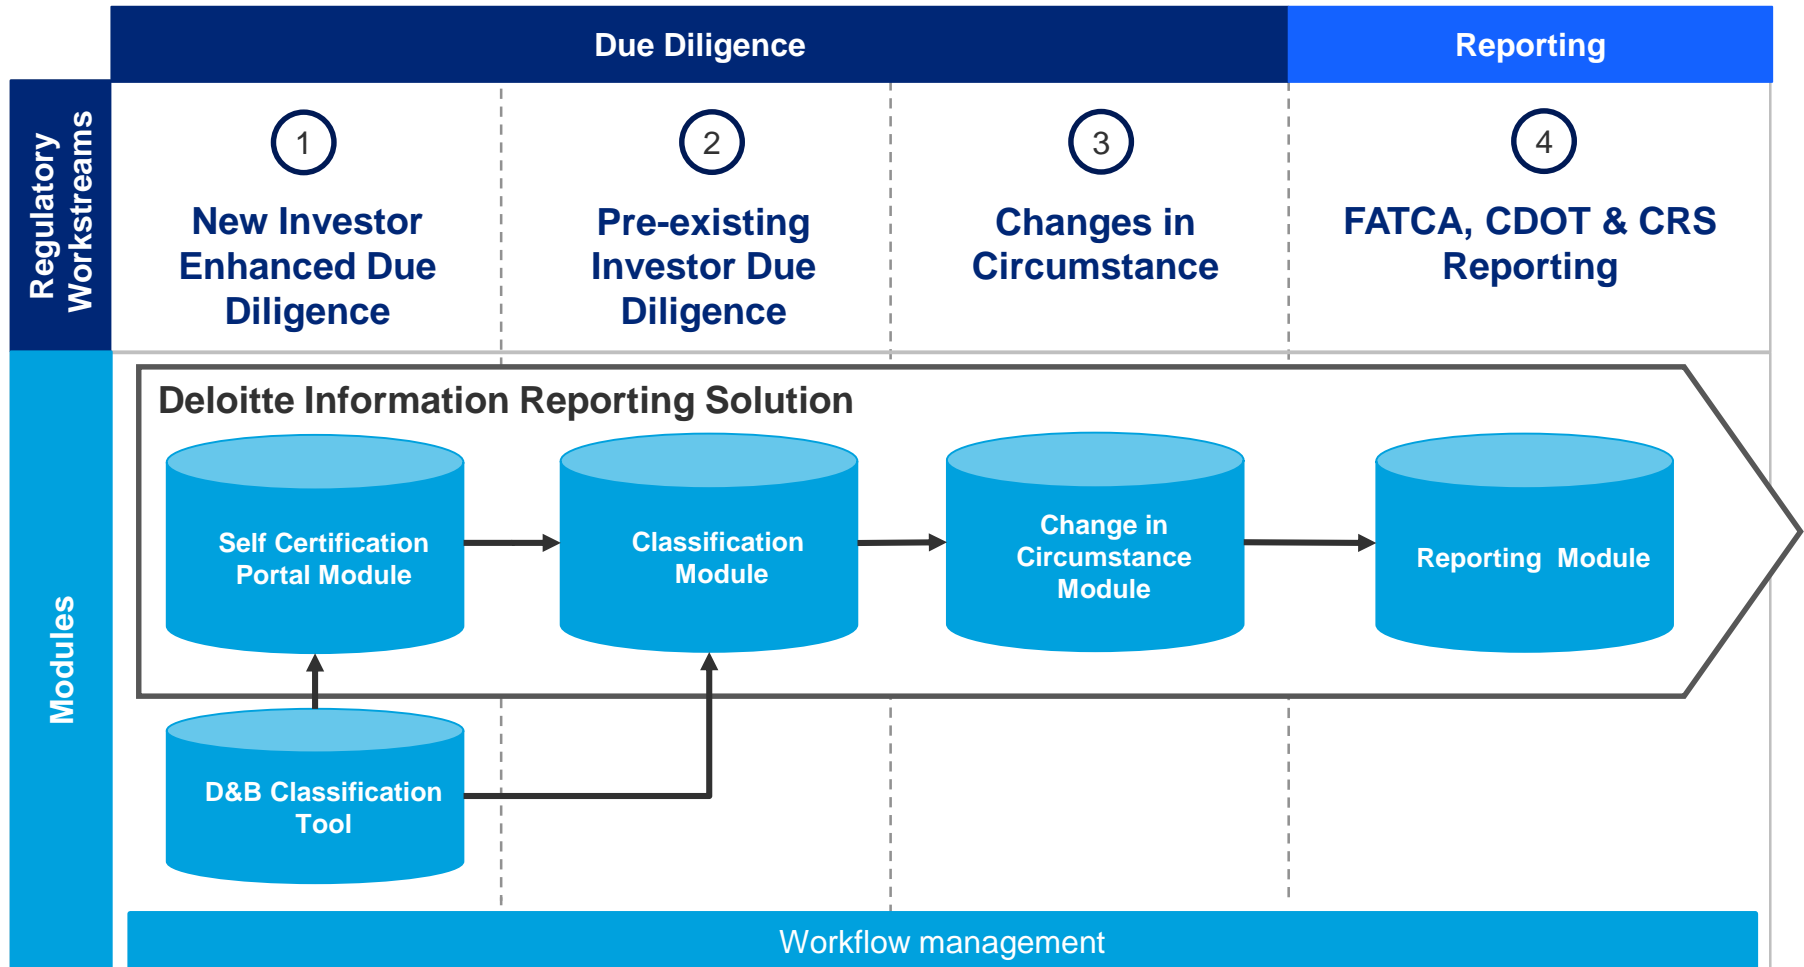 Due Diligence
Reporting
Regulatory
Workstreams
1
New Investor
Enhanced Due
Diligence
2
Pre-existing
Investor Due
Diligence
3
Changes in
Circumstance
4
FATCA, CDOT & CRS
Reporting
Modules
Deloitte Information Reporting Solution
Self Certification
Portal Module
Classification
Module
Change in
Circumstance
Module
Reporting Module
D&B Classification
Tool
Workflow management